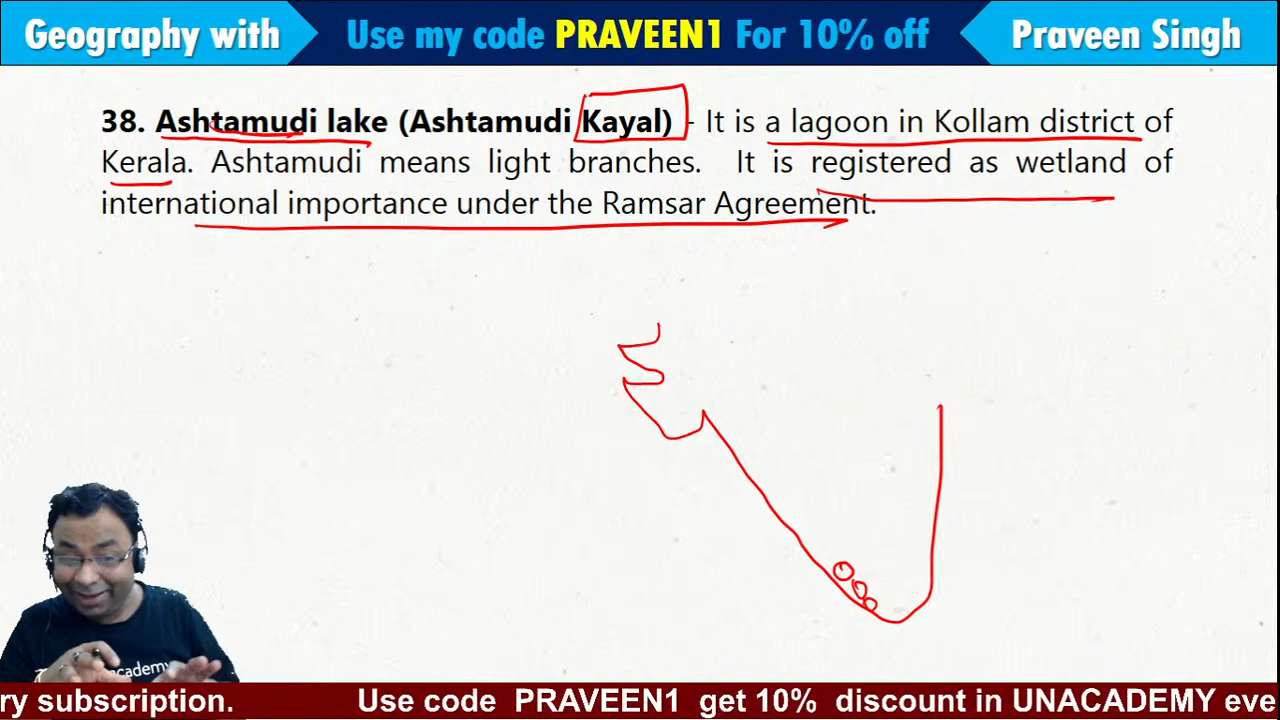 Geography with
Use my code PRAVEEN1 For 10% off
Praveen Singh
38. Ashtamudi lake (Ashtamudi Kayal) - It is a lagoon in Kollam district of
Kerala. Ashtamudi means light branches. It is registered as wetland of
international importance under the Ramsar Agreement.
academy
ry subscription. Use code PRAVEEN1 get 10% discount in UNACADEMY eve